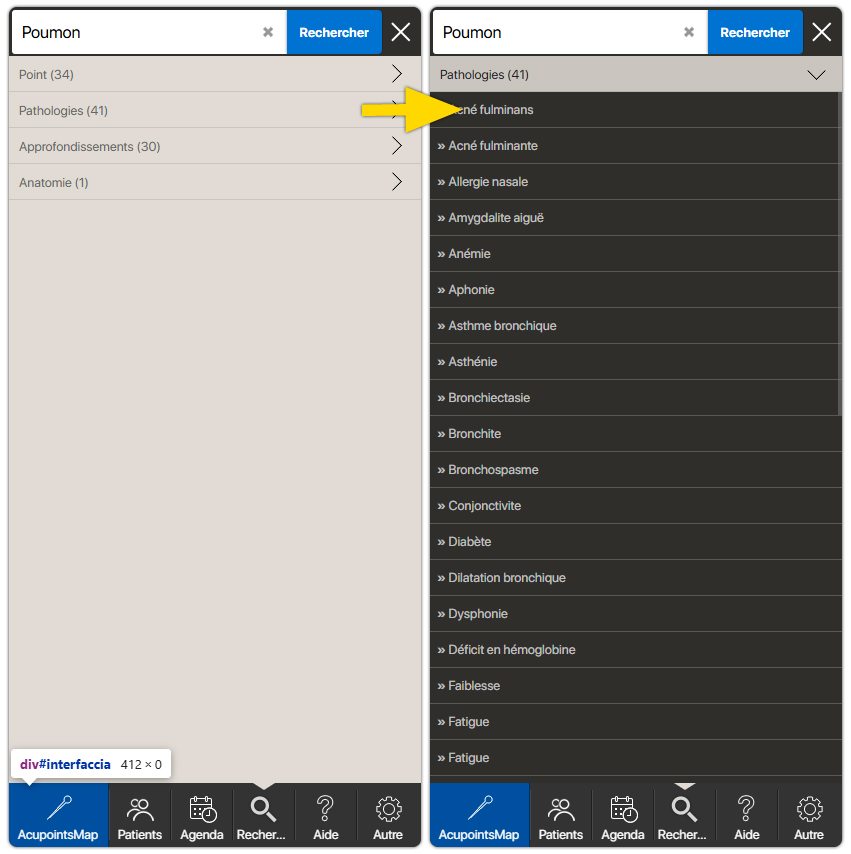 Poumon
Rechercher
Point (34)
Pathologies (41)
Approfondissements (30)
Anatomie (1)
div#interfaccia 412 × 0
AcupointsMap
Patients
Agenda
Recher...
Aide
Autre
Poumon
Rechercher
Pathologies (41)
fulminans
» Acné fulminante
» Allergie nasale
» Amygdalite aiguë
» Anémie
» Aphonie
» Asthme bronchique
» Asthénie
» Bronchiectasie
» Bronchite
» Bronchospasme
» Conjonctivite
» Diabète
» Dilatation bronchique
» Dysphonie
» Déficit en hémoglobine
» Faiblesse
» Fatigue
» Fatigue
AcupointsMap
Patients
Agenda
Recher...
Aide
Autre